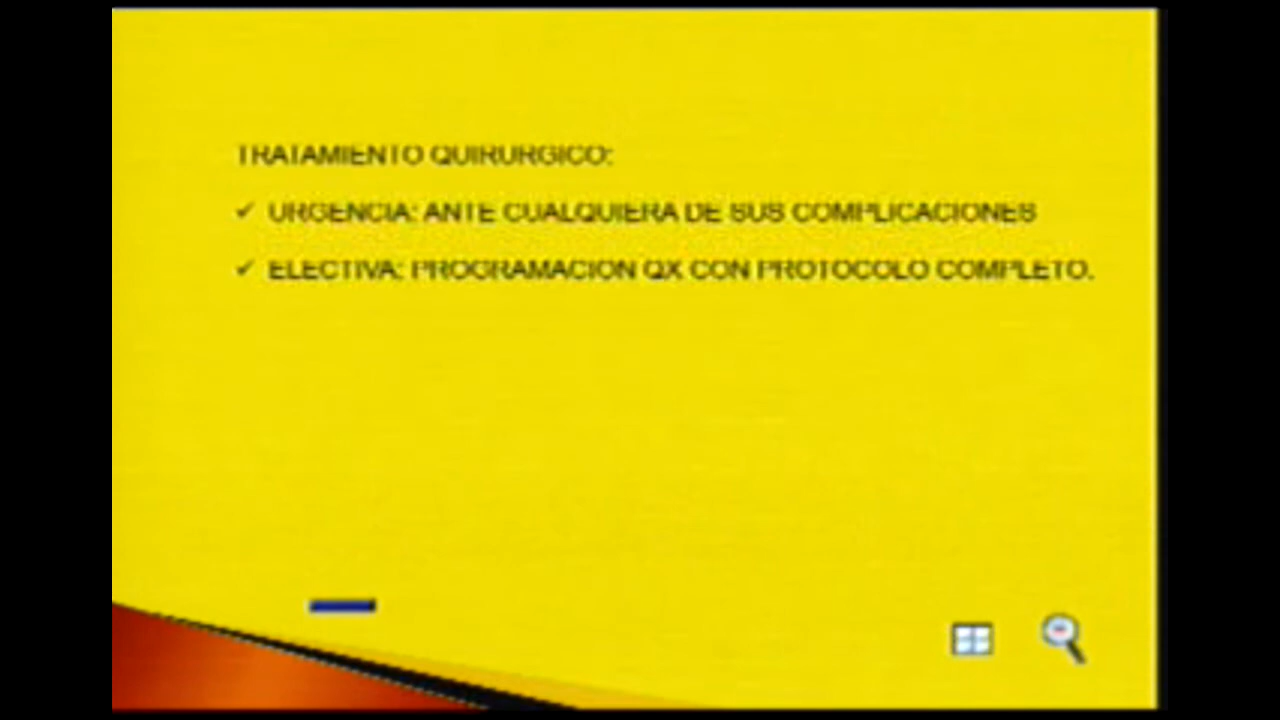 TRATAMIENTO QUIRURGICO:
✓ URGENCIA: ANTE CUALQUIERA DE SUS COMPLICACIONES
✓ ELECTIVA: PROGRAMACION QX CON PROTOCOLO COMPLETO.